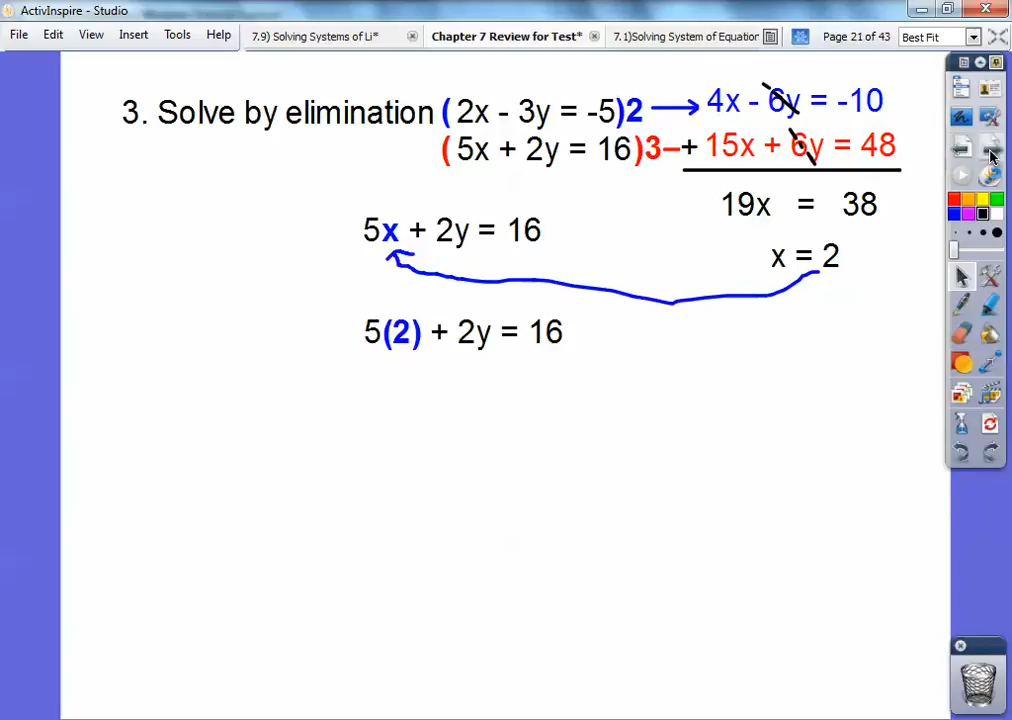 ActivInspire - Studio
File Edit View Insert Tools Help
7.9) Solving Systems of Li* Chapter 7 Review for Test* 7.1)Solving System of Equation Page 21 of 43 Best Fit
3. Solve by elimination (2x - 3y = -5)2 → 4x - 6y = -10
(5x + 2y = 16)3 + 15x + 6y = 48
19x = 38
5x + 2y = 16
x = 2
5(2) + 2y = 16